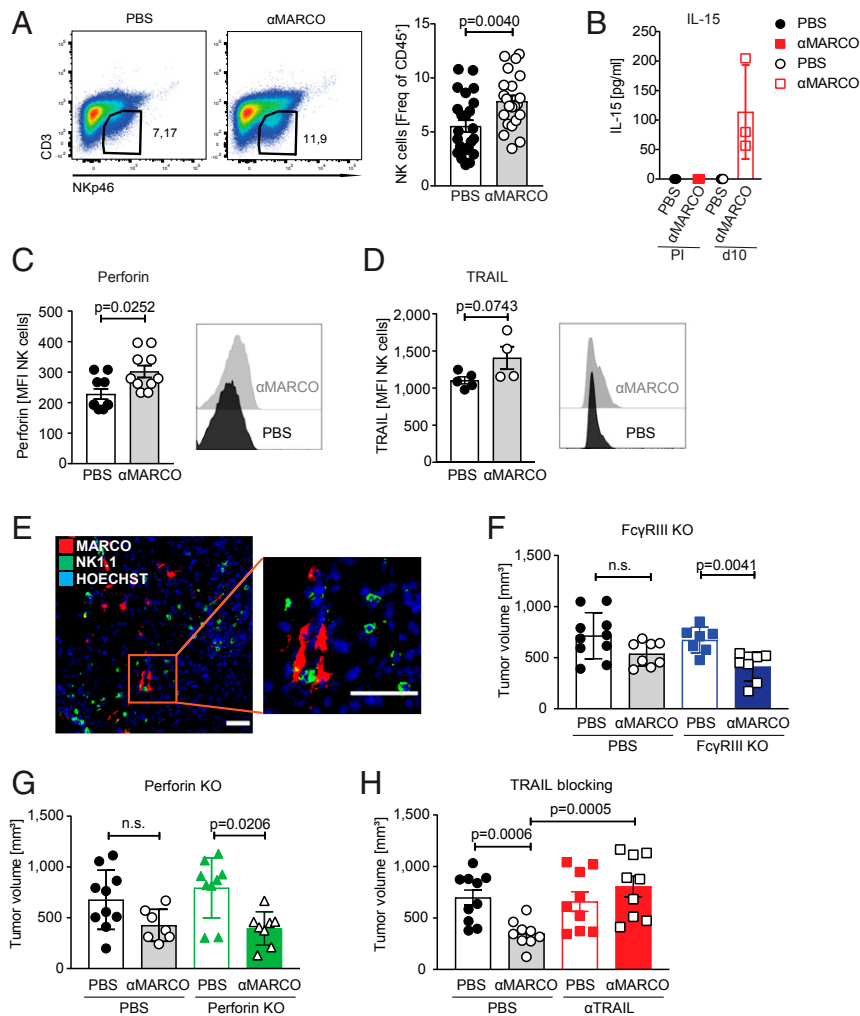 A
PBS
αMARCO
10⁵
10⁴
10³
10²
0
-10²
7,17
11,9
CD3
NKp46
p=0.0040
NK cells [Freq of CD45⁺]
15
10
5
0
PBS
αMARCO
B
IL-15
IL-15 [pg/ml]
250
200
150
100
50
0
PBS
αMARCO
PBS
αMARCO
PI
d10
PBS
αMARCO
PBS
αMARCO
C
Perforin
p=0.0252
Perforin [MFI NK cells]
500
400
300
200
100
0
PBS
αMARCO
αMARCO
PBS
D
TRAIL
p=0.0743
TRAIL [MFI NK cells]
2,000
1,500
1,000
500
0
PBS
αMARCO
αMARCO
PBS
E
MARCO
NK1.1
HOECHST
F
FcγRIII KO
n.s.
p=0.0041
Tumor volume [mm³]
1,500
1,000
500
0
PBS
αMARCO
PBS
αMARCO
PBS
FcγRIII KO
G
Perforin KO
n.s.
p=0.0206
Tumor volume [mm³]
1,500
1,000
500
0
PBS
αMARCO
PBS
αMARCO
PBS
Perforin KO
H
TRAIL blocking
p=0.0005
p=0.0006
Tumor volume [mm³]
1,500
1,000
500
0
PBS
αMARCO
PBS
αMARCO
PBS
αTRAIL